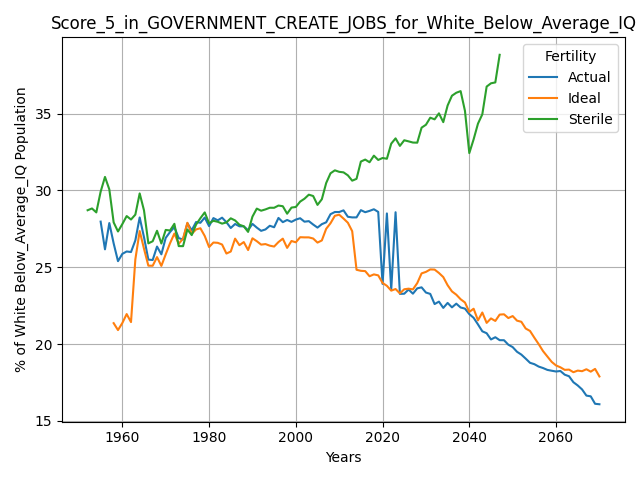 Score_5_in_GOVERNMENT_CREATE_JOBS_for_White_Below_Average_IQ
Fertility
Actual
Ideal
Sterile
% of White Below_Average_IQ Population
35
30
25
20
15
1960
1980
2000
2020
2040
2060
Years